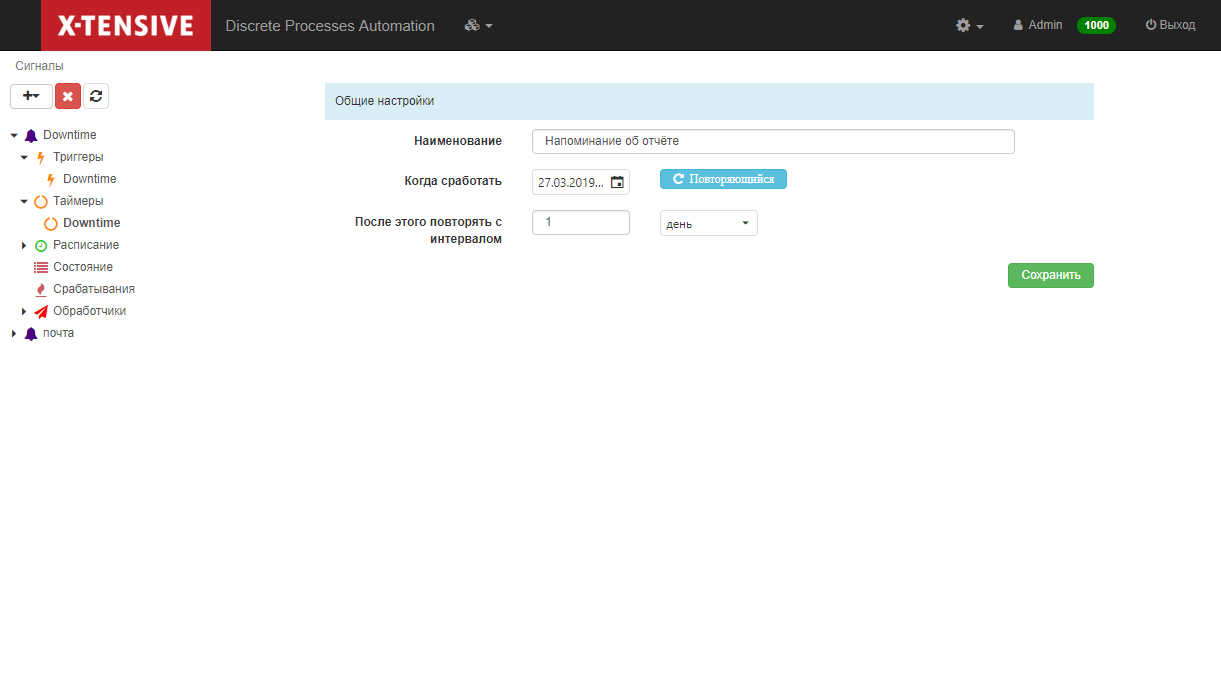 X-TENSIVE Discrete Processes Automation Admin 1000 Выход
Сигналы
Общие настройки
Downtime
Триггеры
Downtime
Таймеры
Downtime
Расписание
Состояние
Срабатывания
Обработчики
почта
Наименование Напоминание об отчёте
Когда сработать 27.03.2019... Повторяющийся
После этого повторять с
интервалом 1 день
Сохранить